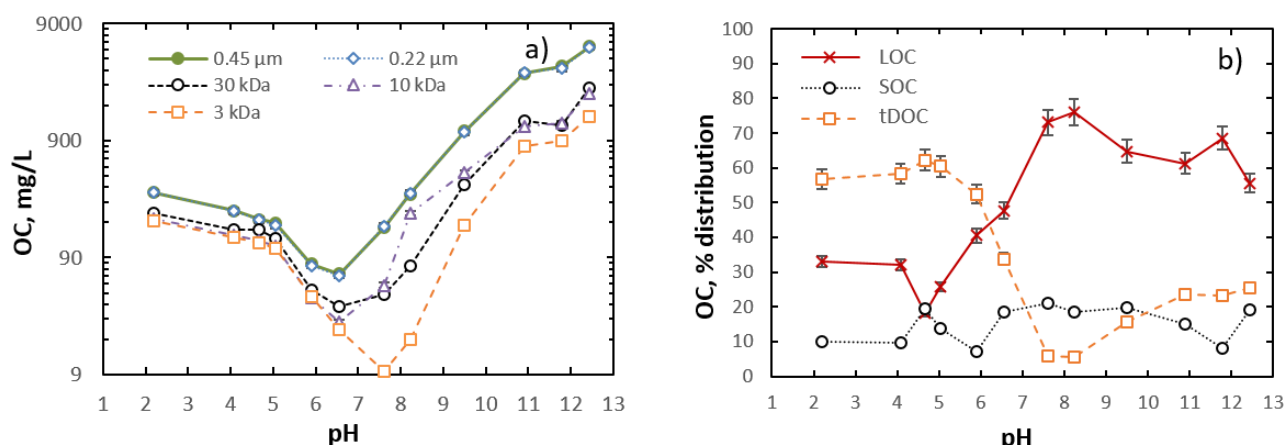 9000
900
90
9
OC, mg/L
a)
0.45 µm
0.22 µm
30 kDa
10 kDa
3 kDa
1 2 3 4 5 6 7 8 9 10 11 12 13
pH
100
90
80
70
60
50
40
30
20
10
0
OC, % distribution
b)
LOC
SOC
tDOC
1 2 3 4 5 6 7 8 9 10 11 12 13
pH